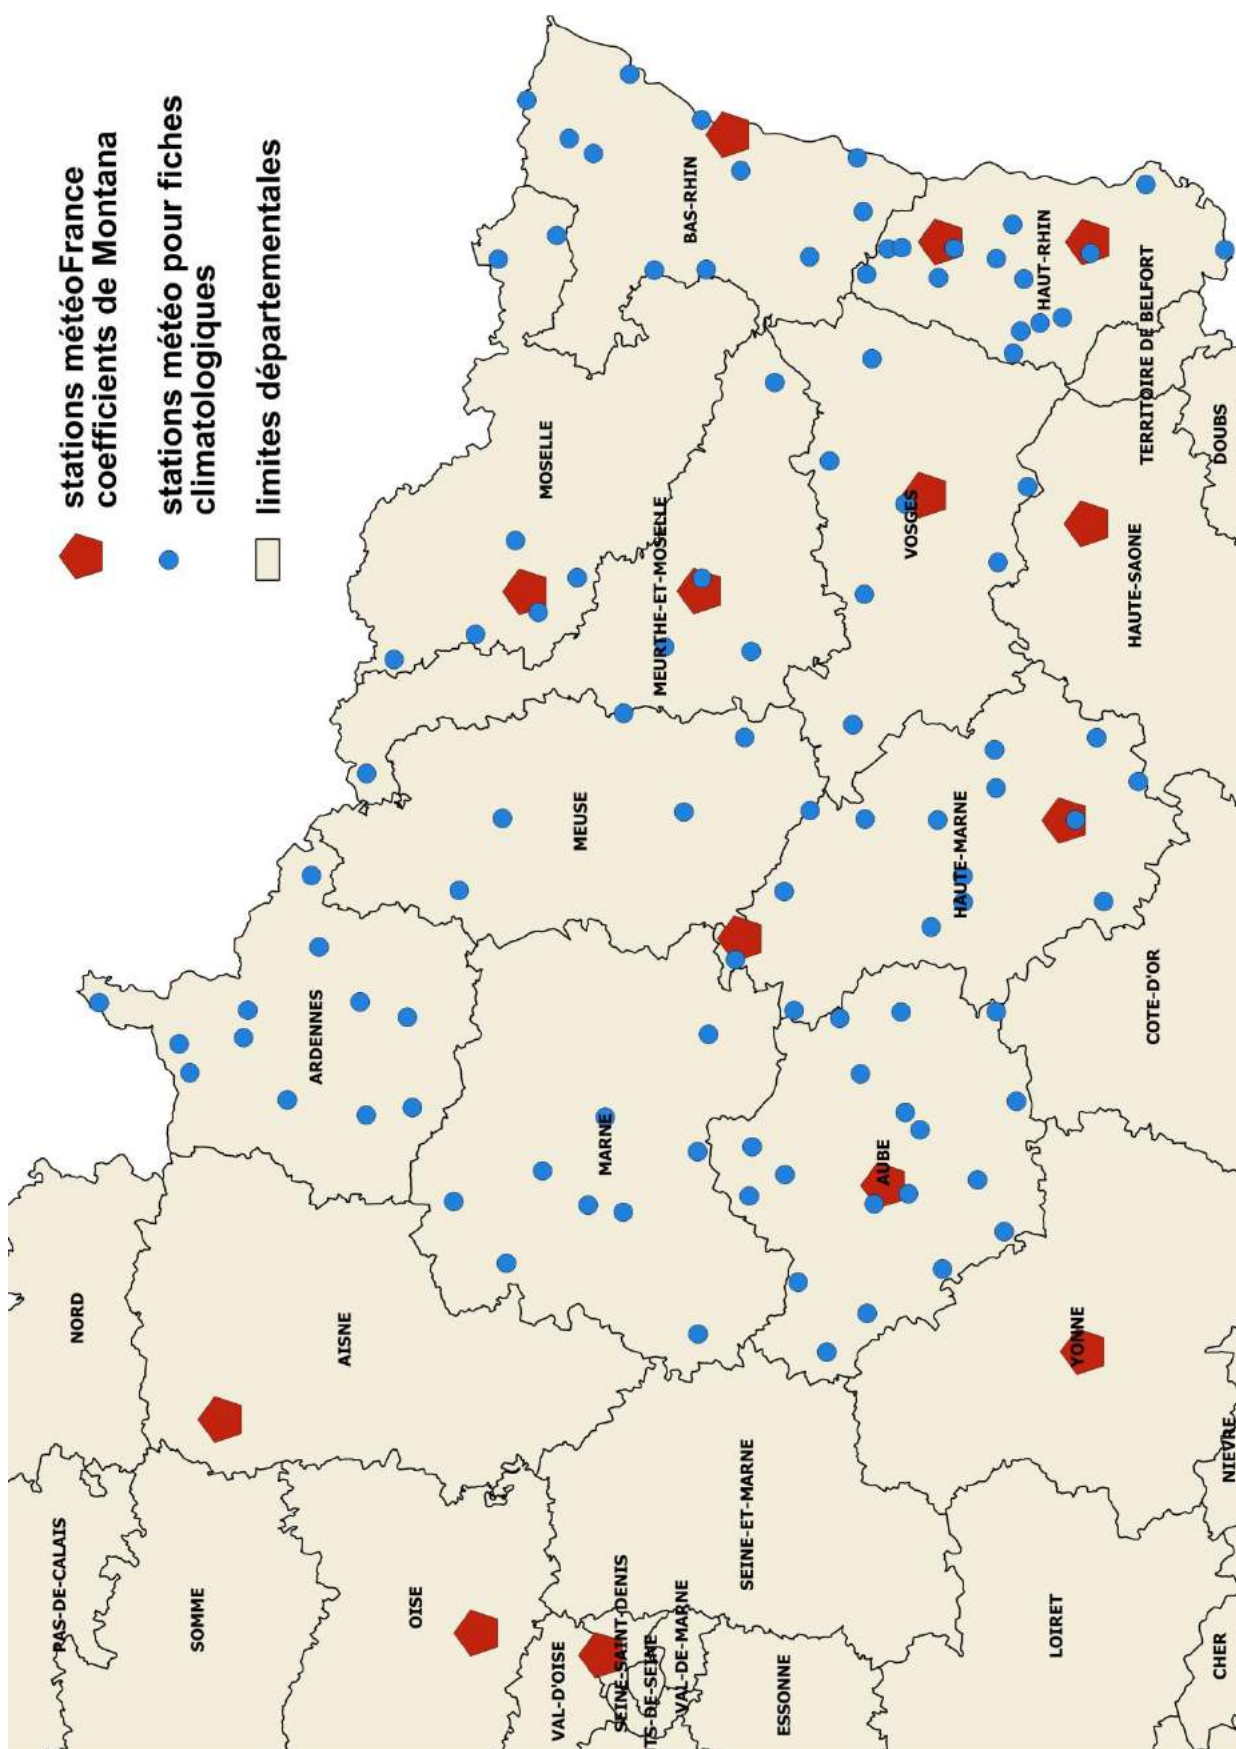 stations météoFrance
coefficients de Montana
stations météo pour fiches
climatologiques
limites départementales
PAS-DE-CALAIS
NORD
SOMME
AISNE
ARDENNES
OISE
VAL-D'OISE
SEINE-SAINT-DENIS
TS-DE-SEINE
VAL-DE-MARNE
ESSONNE
SEINE-ET-MARNE
MARNE
MEUSE
MEURTHE-ET-MOSELLE
MOSELLE
BAS-RHIN
AUBE
HAUTE-MARNE
VOSGES
HAUT-RHIN
LOIRET
YONNE
COTE-D'OR
HAUTE-SAONE
TERRITOIRE DE BELFORT
CHER
NIEVRE
DOUBS